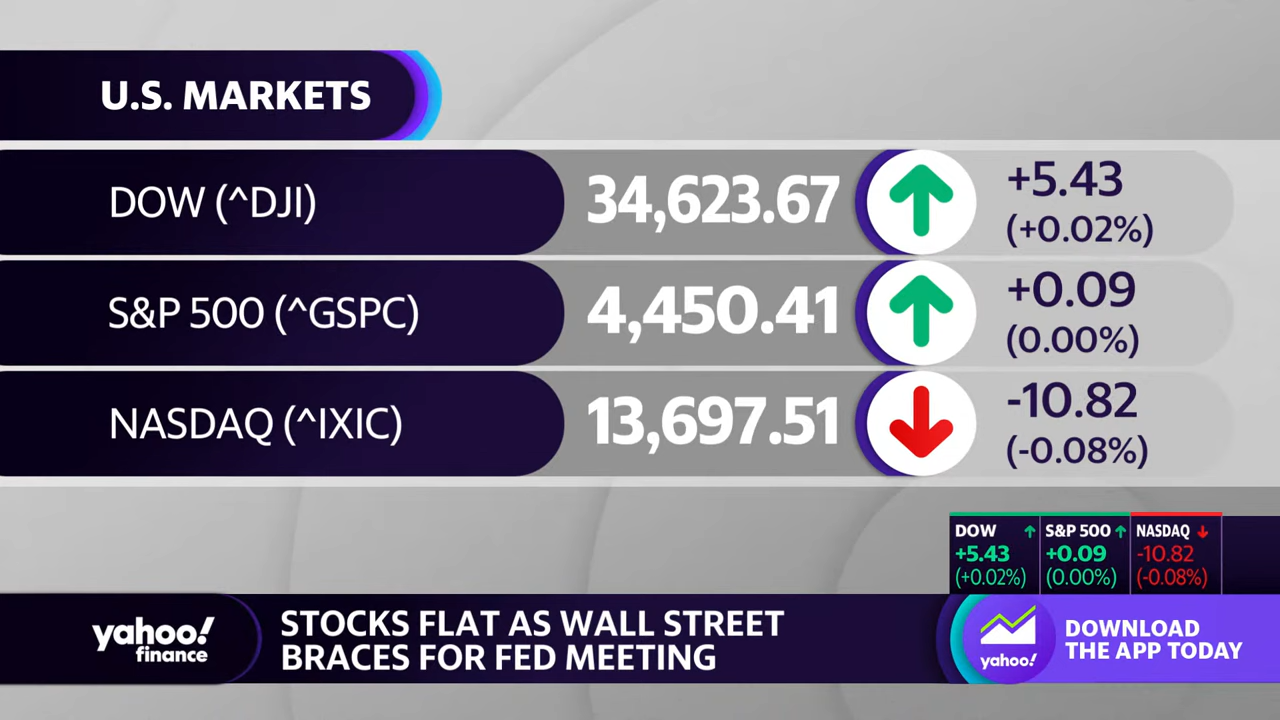 U.S. MARKETS
DOW (^DJI) 34,623.67 +5.43
(+0.02%)
S&P 500 (^GSPC) 4,450.41 +0.09
(0.00%)
NASDAQ (^IXIC) 13,697.51 -10.82
(-0.08%)
DOW S&P 500 NASDAQ
+5.43 +0.09 -10.82
(+0.02%) (0.00%) (-0.08%)
yahoo!
finance
STOCKS FLAT AS WALL STREET
BRACES FOR FED MEETING
yahoo!
DOWNLOAD
THE APP TODAY